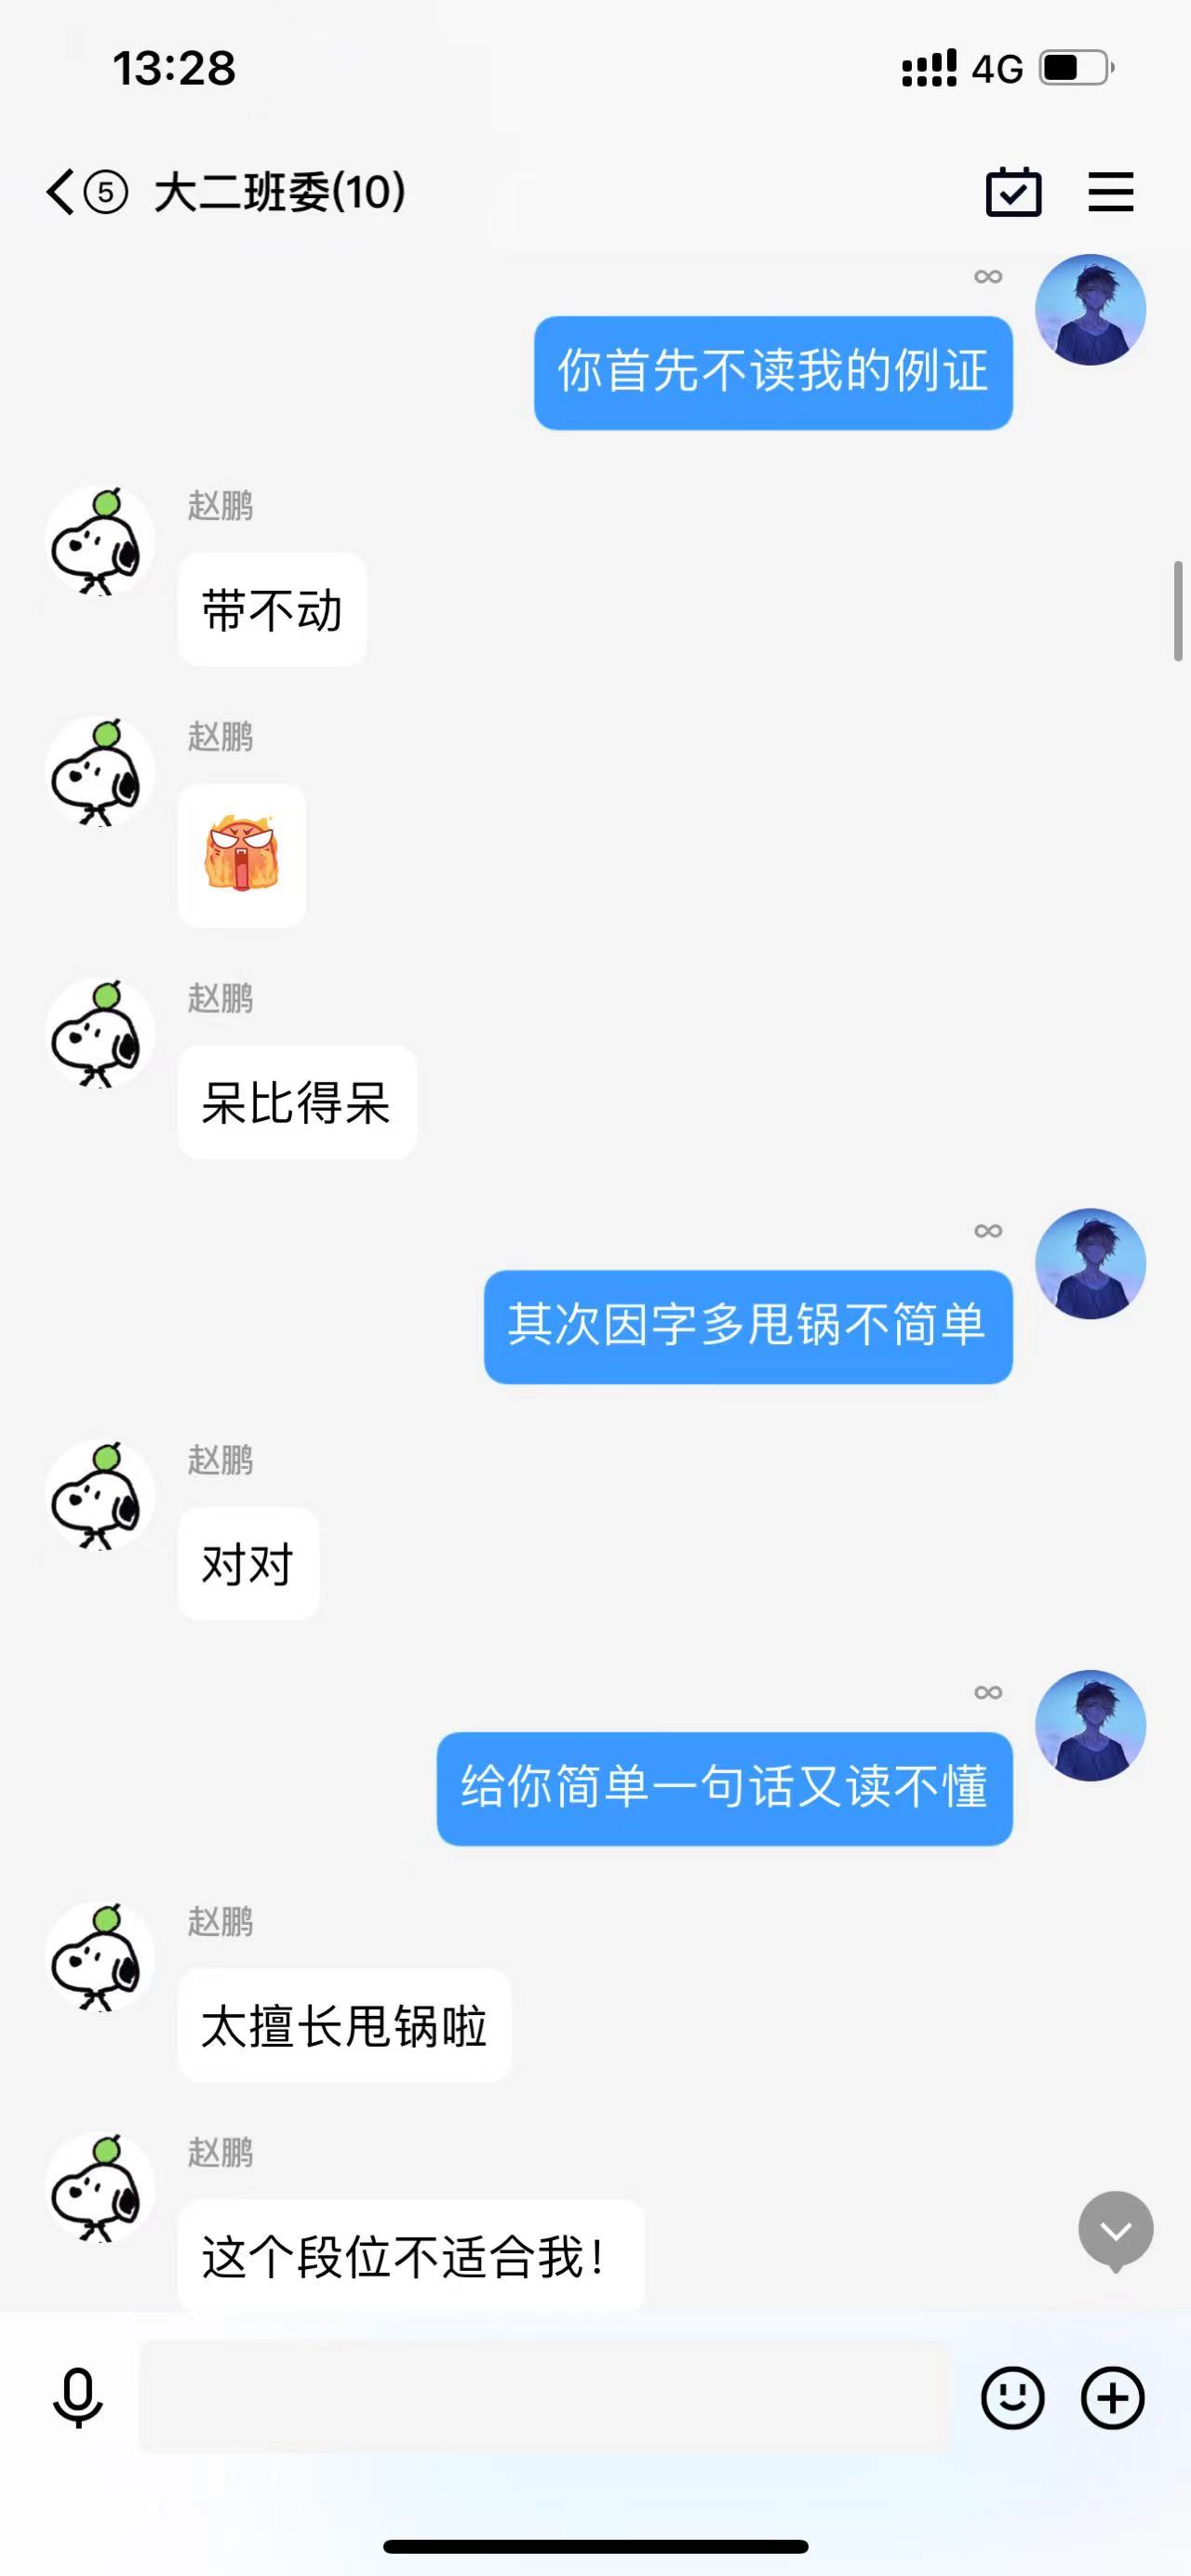 13:28
4G
5 大二班委(10)
∞
你首先不读我的例证
赵鹏
带不动
赵鹏
赵鹏
呆比得呆
∞
其次因字多甩锅不简单
赵鹏
对对
∞
给你简单一句话又读不懂
赵鹏
太擅长甩锅啦
赵鹏
这个段位不适合我！